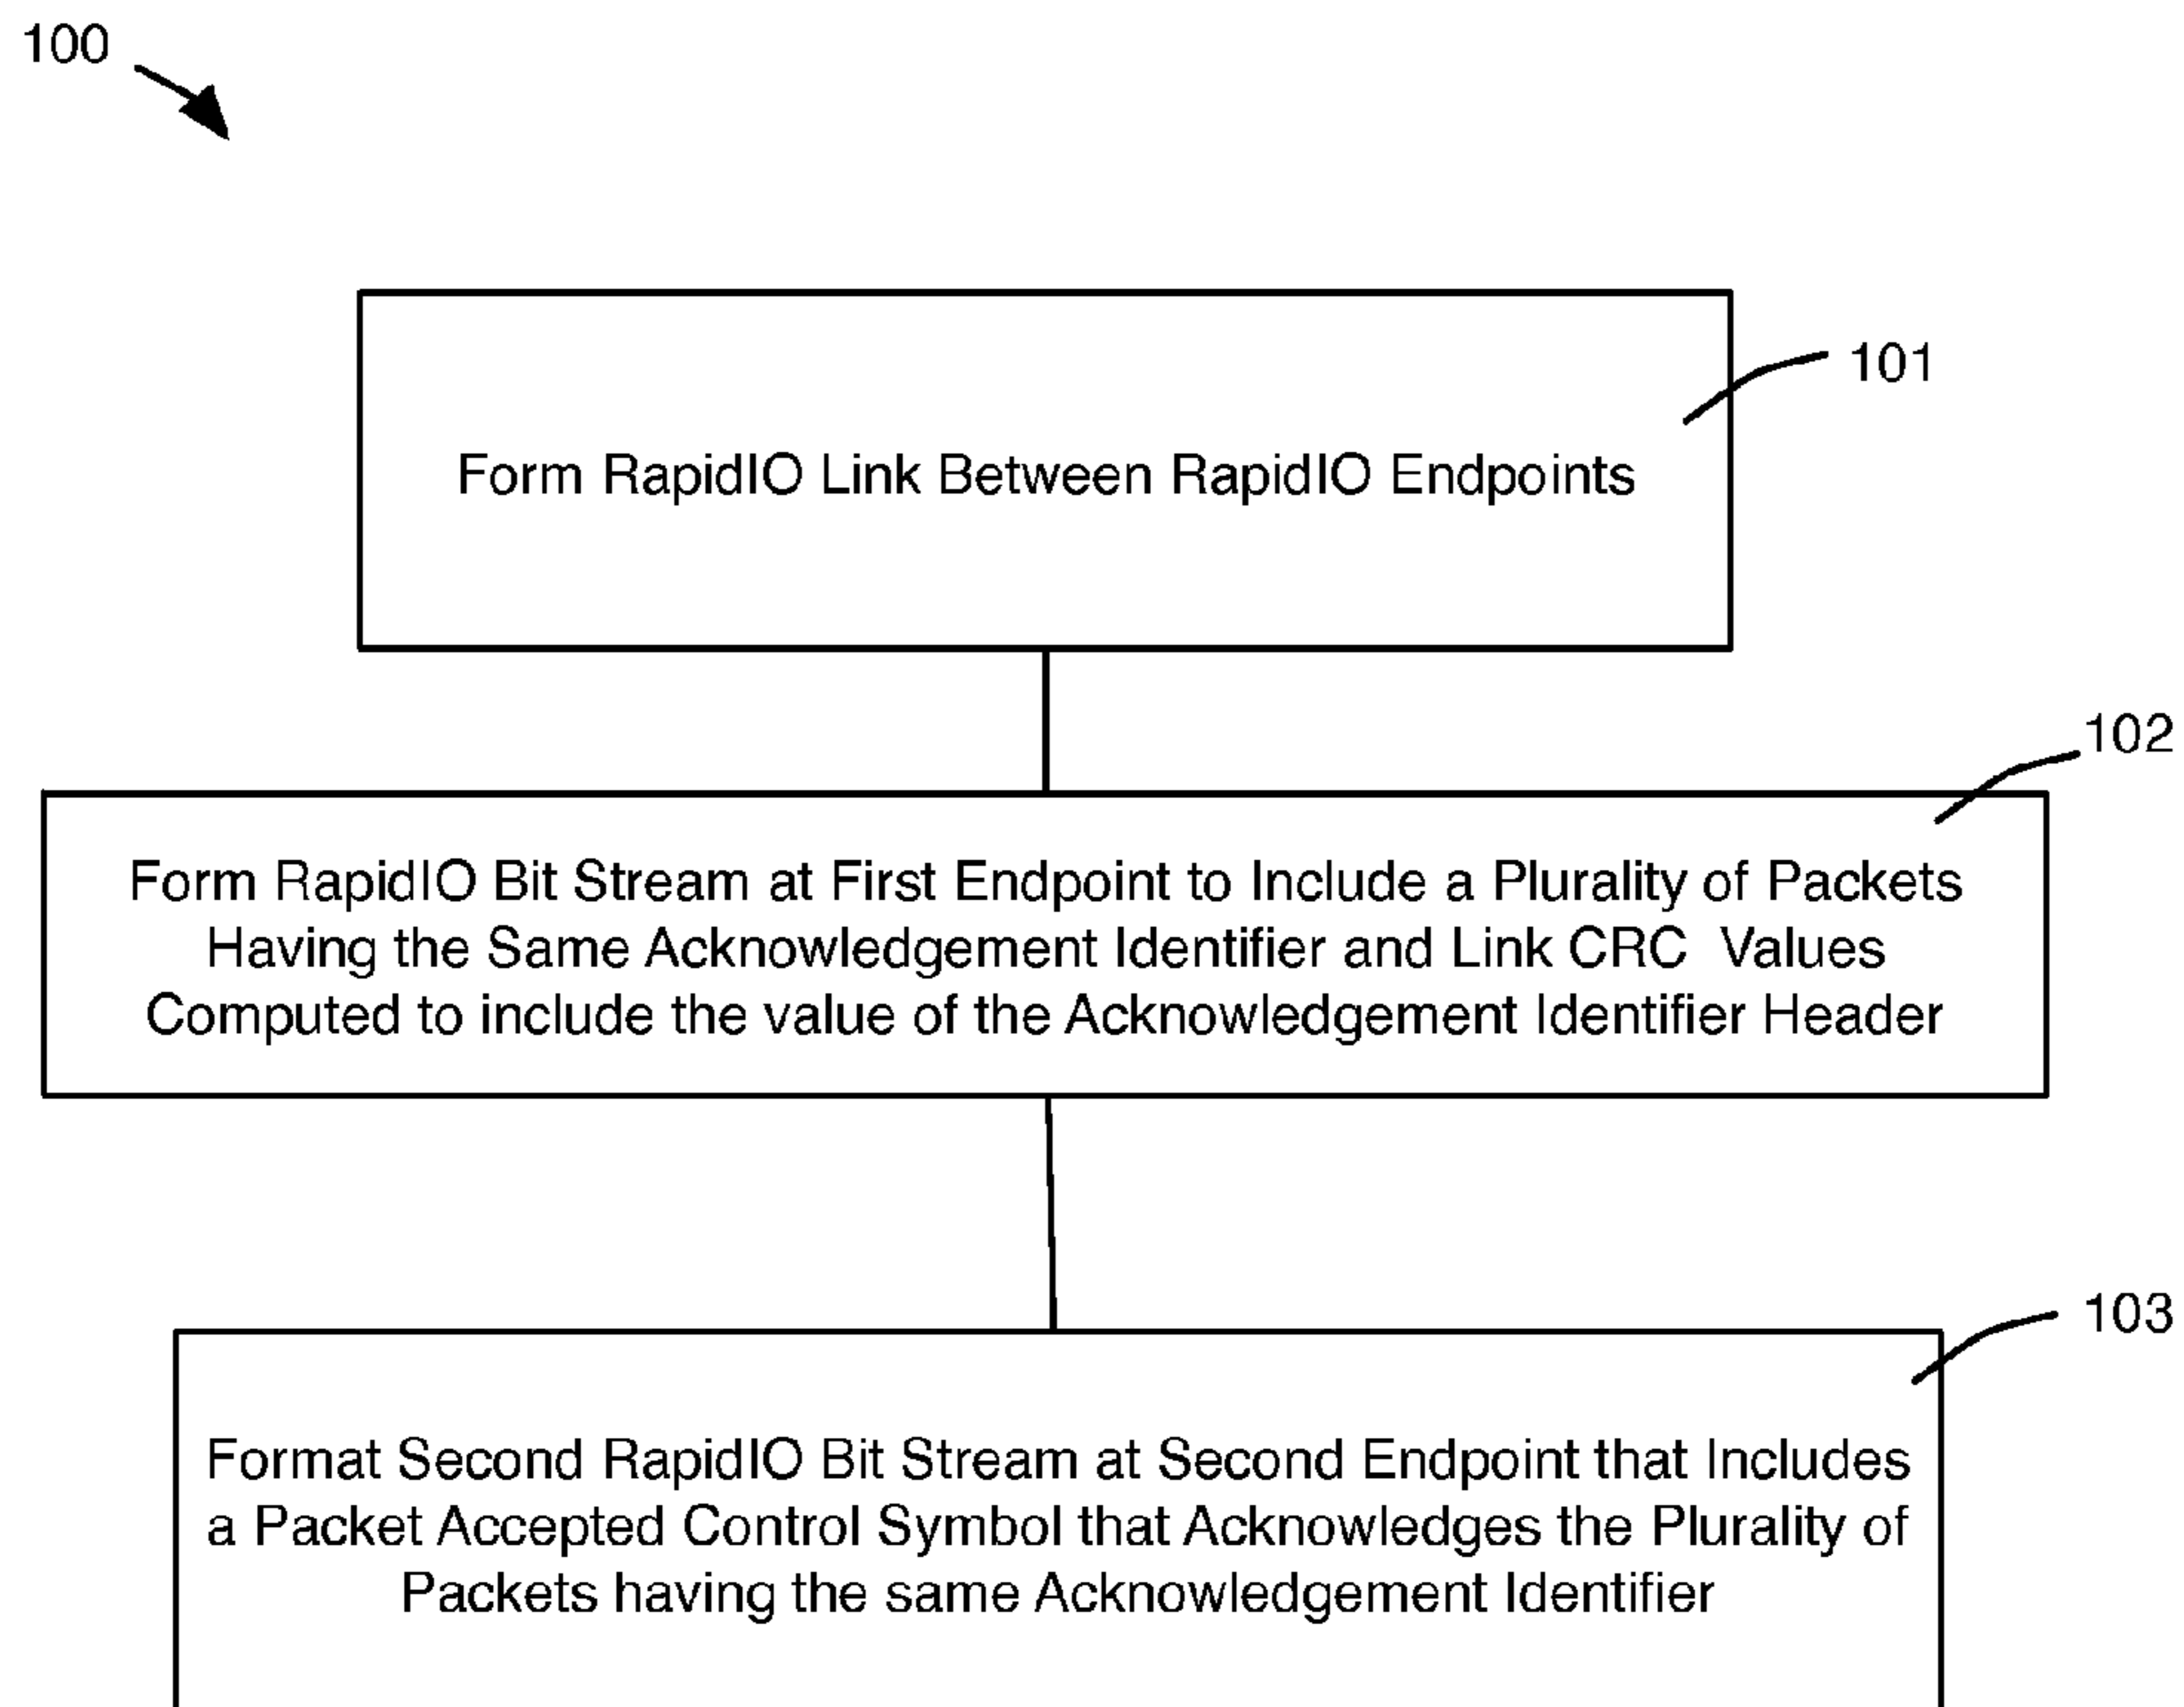 100
101
Form RapidIO Link Between RapidIO Endpoints
102
Form RapidIO Bit Stream at First Endpoint to Include a Plurality of Packets
Having the Same Acknowledgement Identifier and Link CRC Values
Computed to include the value of the Acknowledgement Identifier Header
103
Format Second RapidIO Bit Stream at Second Endpoint that Includes
a Packet Accepted Control Symbol that Acknowledges the Plurality of
Packets having the same Acknowledgement Identifier